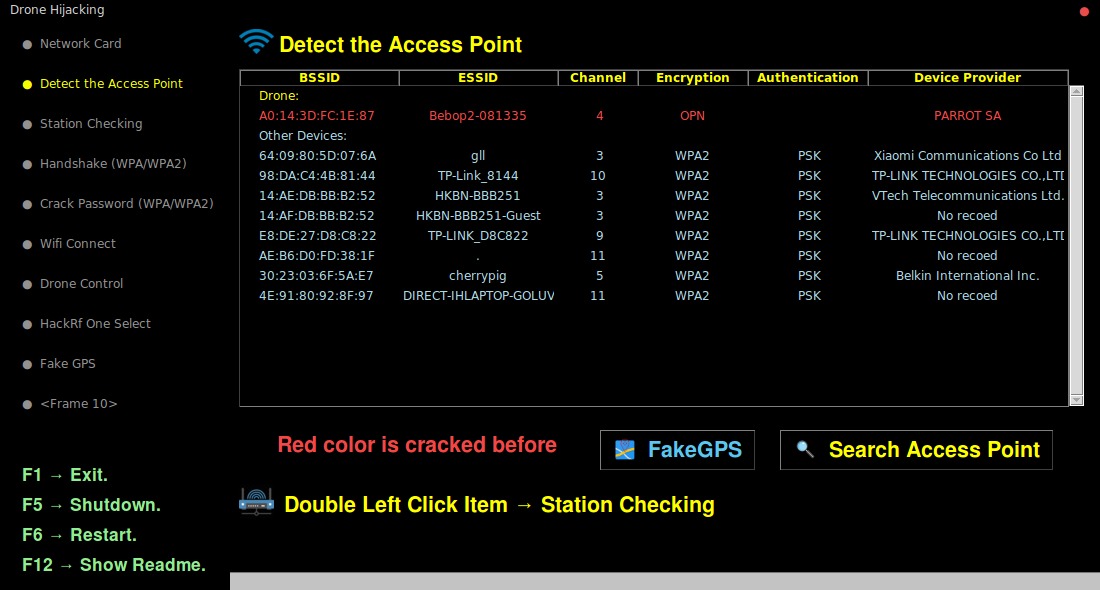 Drone Hijacking
Network Card
Detect the Access Point
Station Checking
Handshake (WPA/WPA2)
Crack Password (WPA/WPA2)
Wifi Connect
Drone Control
HackRf One Select
Fake GPS
<Frame 10>
F1 → Exit.
F5 → Shutdown.
F6 → Restart.
F12 → Show Readme.
Detect the Access Point
BSSID ESSID Channel Encryption Authentication Device Provider
Drone:
A0:14:3D:FC:1E:87 Bebop2-081335 4 OPN PARROT SA
Other Devices:
64:09:80:5D:07:6A gll 3 WPA2 PSK Xiaomi Communications Co Ltd
98:DA:C4:4B:81:44 TP-Link_8144 10 WPA2 PSK TP-LINK TECHNOLOGIES CO.,LTD
14:AE:DB:BB:B2:52 HKBN-BBB251 3 WPA2 PSK VTech Telecommunications Ltd.
14:AF:DB:BB:B2:52 HKBN-BBB251-Guest 3 WPA2 PSK No recoed
E8:DE:27:D8:C8:22 TP-LINK_D8C822 9 WPA2 PSK TP-LINK TECHNOLOGIES CO.,LTD
AE:B6:D0:FD:38:1F . 11 WPA2 PSK No recoed
30:23:03:6F:5A:E7 cherrypig 5 WPA2 PSK Belkin International Inc.
4E:91:80:92:8F:97 DIRECT-IHLAPTOP-GOLUV 11 WPA2 PSK No recoed
Red color is cracked before
FakeGPS
Search Access Point
Double Left Click Item → Station Checking